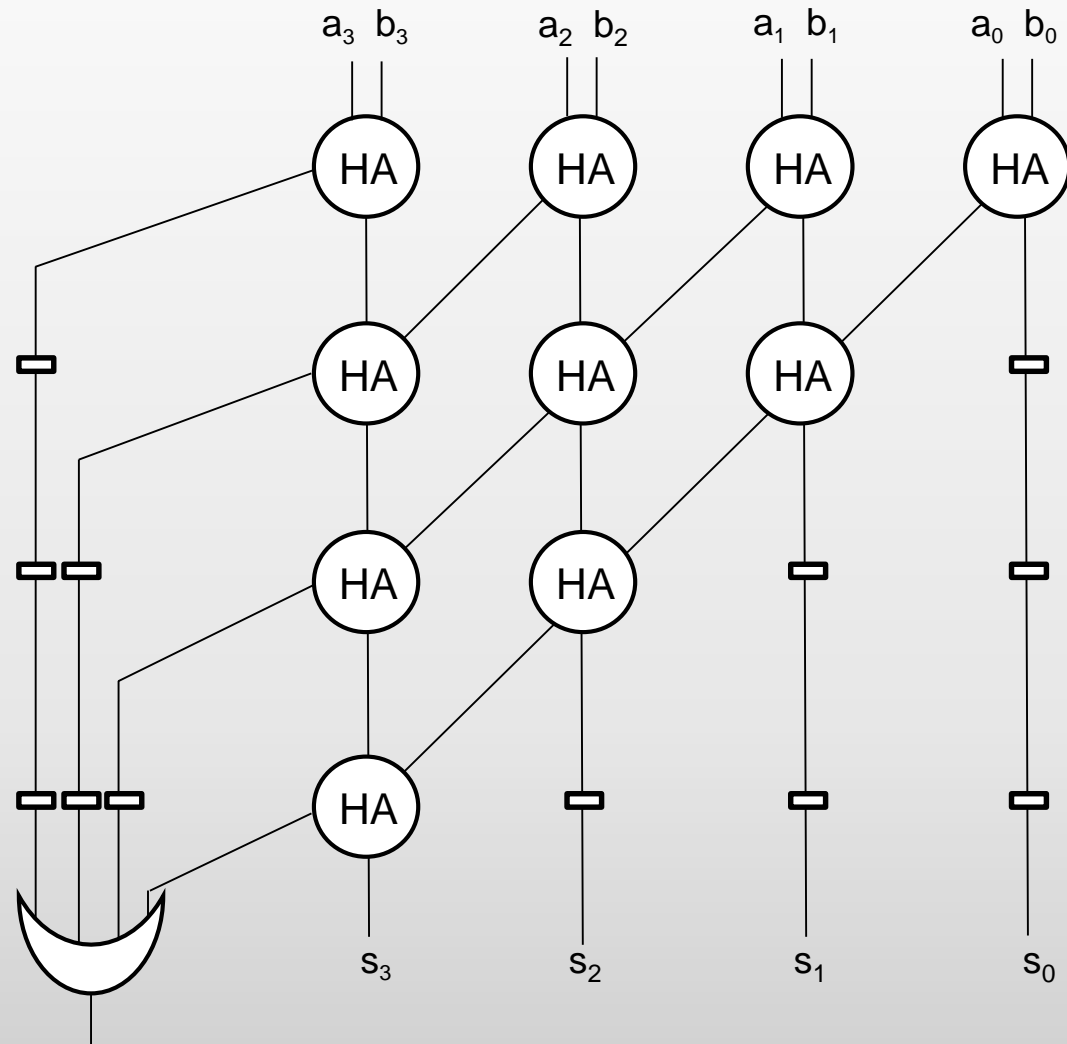 a₃ b₃ a₂ b₂ a₁ b₁ a₀ b₀
HA HA HA HA
HA HA HA
HA HA
HA
s₃ s₂ s₁ s₀